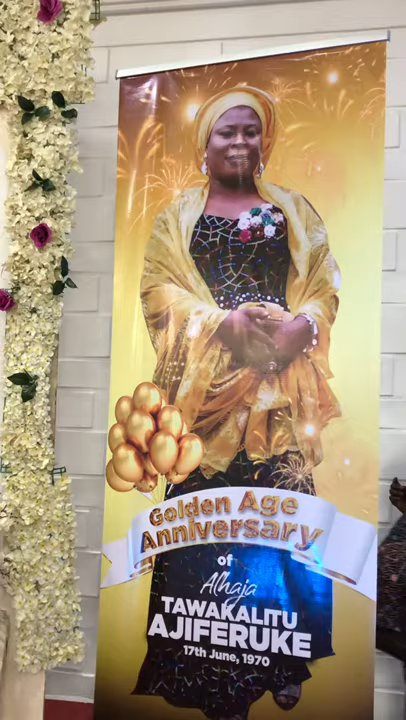 Golden Age
Anniversary
of
Alhaja
TAWAKALITU
AJIFERUKE
17th June, 1970